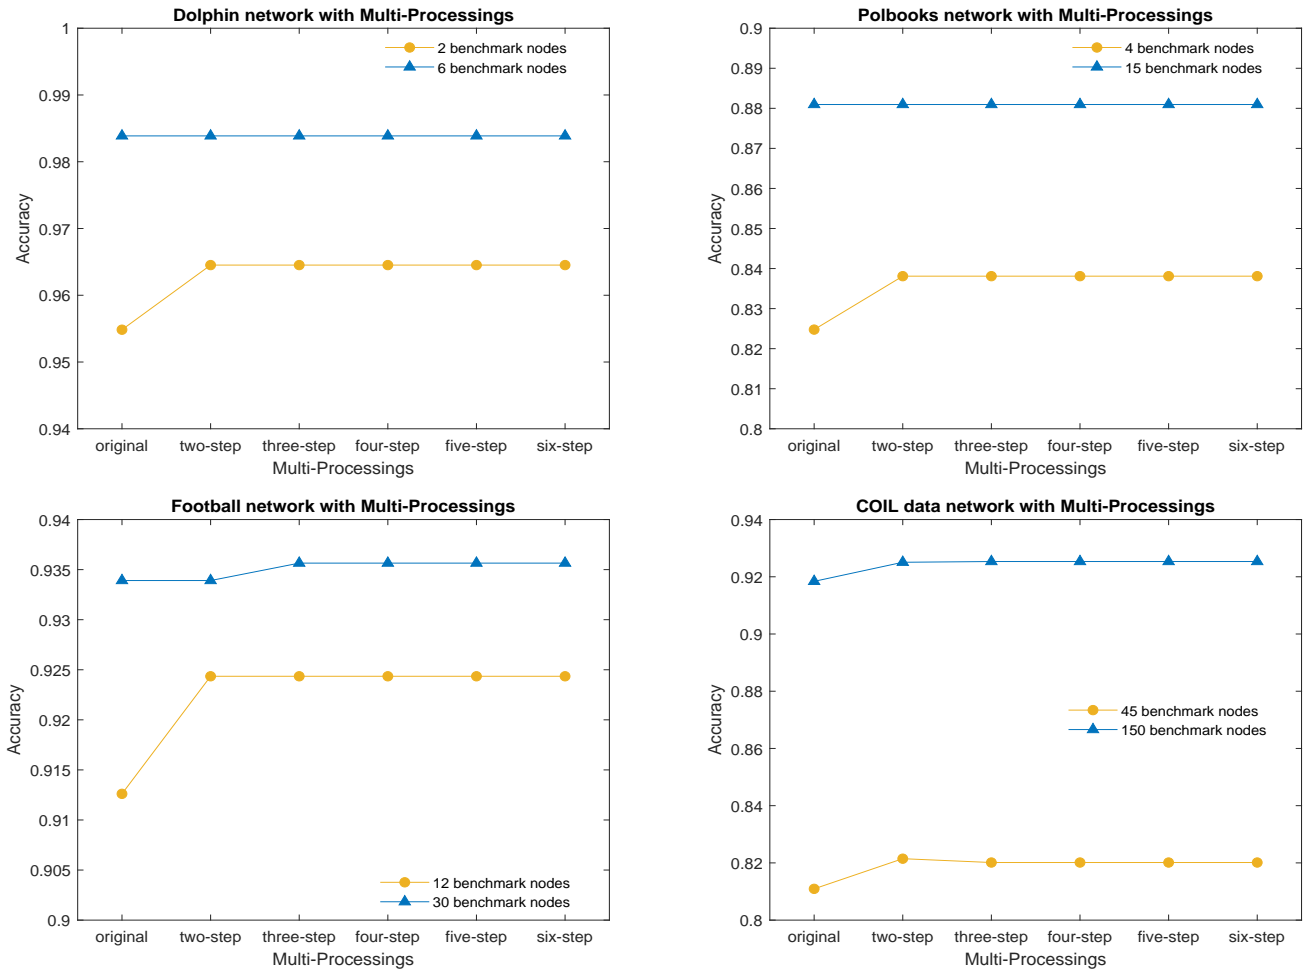 Dolphin network with Multi-Processings
2 benchmark nodes
6 benchmark nodes
1
0.99
0.98
0.97
0.96
0.95
0.94
Accuracy
original two-step three-step four-step five-step six-step
Multi-Processings
Polbooks network with Multi-Processings
4 benchmark nodes
15 benchmark nodes
0.9
0.89
0.88
0.87
0.86
0.85
0.84
0.83
0.82
0.81
0.8
Accuracy
original two-step three-step four-step five-step six-step
Multi-Processings
Football network with Multi-Processings
0.94
0.935
0.93
0.925
0.92
0.915
0.91
0.905
0.9
Accuracy
12 benchmark nodes
30 benchmark nodes
original two-step three-step four-step five-step six-step
Multi-Processings
COIL data network with Multi-Processings
0.94
0.92
0.9
0.88
0.86
0.84
0.82
0.8
Accuracy
45 benchmark nodes
150 benchmark nodes
original two-step three-step four-step five-step six-step
Multi-Processings